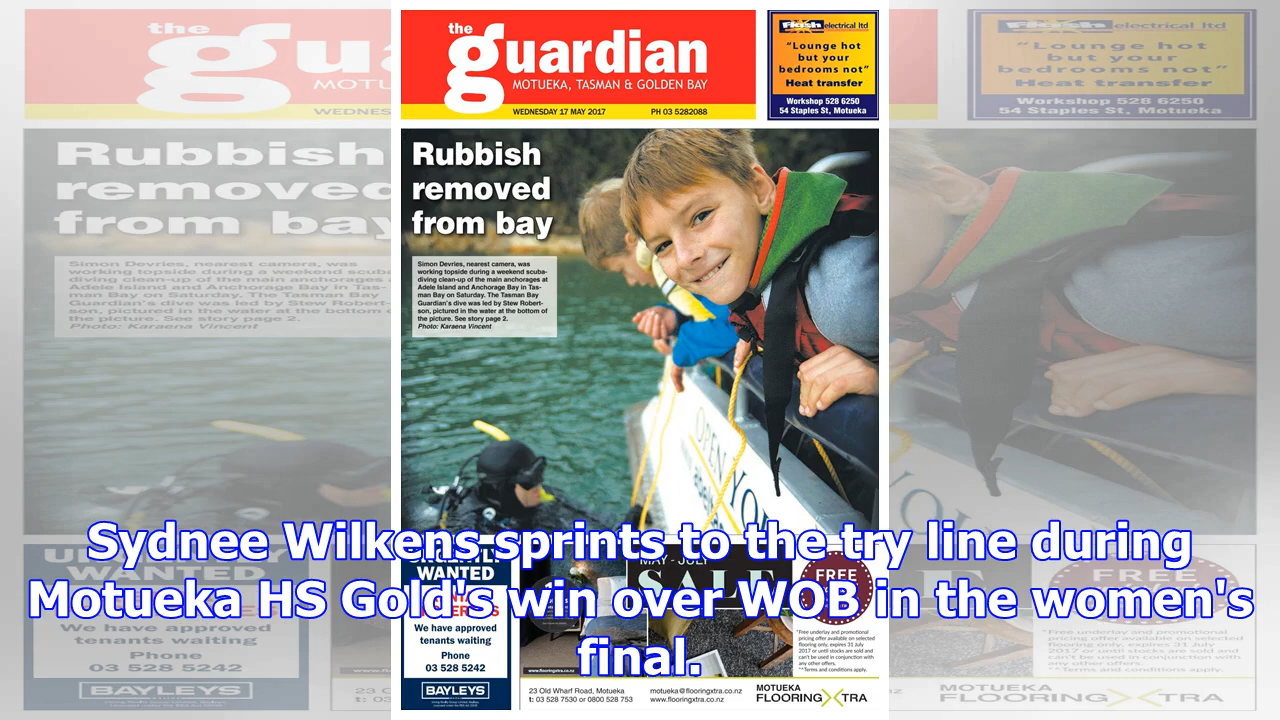 the
guardian
MOTUEKA, TASMAN & GOLDEN BAY
WEDNESDAY 17 MAY 2017 PH 03 5282088
Flash electrical ltd
“Lounge hot
but your
bedrooms not”
Heat transfer
Workshop 528 6250
54 Staples St, Motueka
Rubbish
removed
from bay
Simon Devries, nearest camera, was
working topside during a weekend scuba-
diving clean-up of the main anchorages at
Adele Island and Anchorage Bay in Tas-
man Bay on Saturday. The Tasman Bay
Guardian's dive was led by Stew Robert-
son, pictured in the water at the bottom of
the picture. See story page 2.
Photo: Karaena Vincent
OPEN
YO
Sydnee Wilkens sprints to the try line during
Motueka HS Gold's win over WOB in the women's
final.
URGENTLY
WANTED
We have approved
tenants waiting
Phone
03 528 5242
BAYLEYS
MAY - JULY
SALE
FREE
*Free underlay and promotional
pricing offer available on selected
flooring only, expires 31 July
2017 or until stocks are sold and
can't be used in conjunction with
any other offers.
**Terms and conditions apply.
www.flooringxtra.co.nz
23 Old Wharf Road, Motueka
t: 03 528 7530 or 0800 528 753
motueka@flooringxtra.co.nz
www.flooringxtra.co.nz
MOTUEKA
FLOORING XTRA